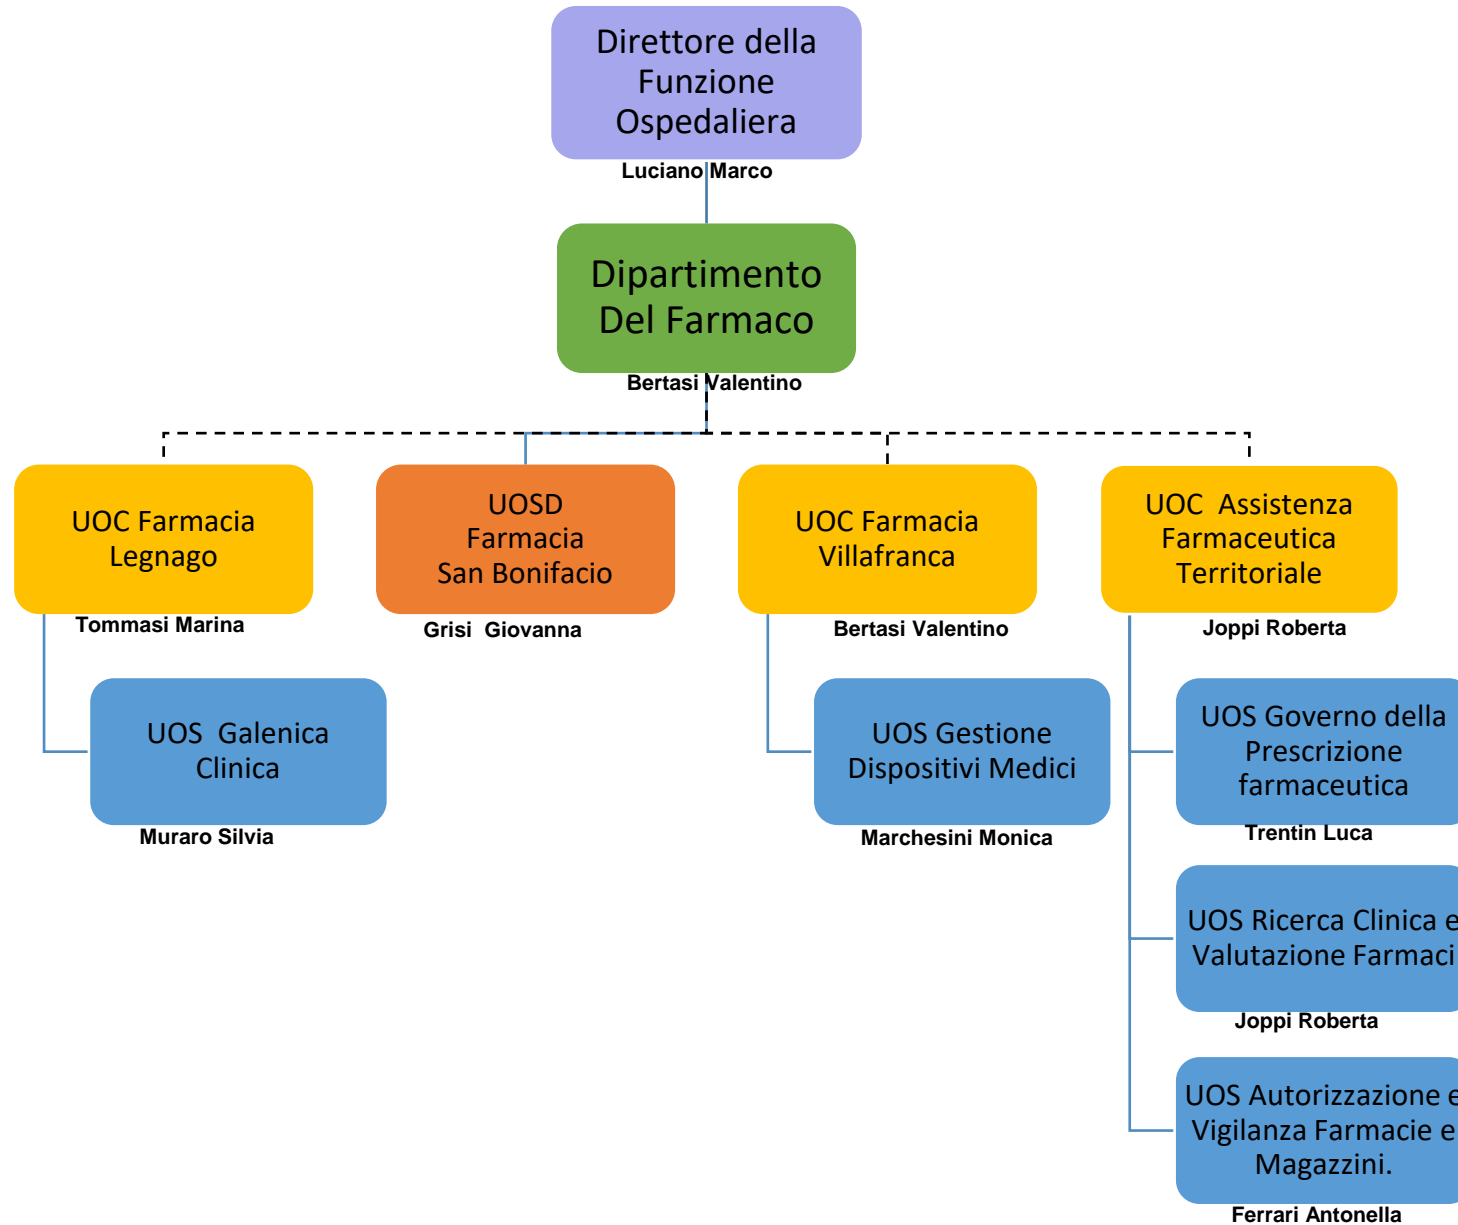 Direttore della
Funzione
Ospedaliera
Luciano Marco
Dipartimento
Del Farmaco
Bertasi Valentino
UOC Farmacia
Legnago
Tommasi Marina
UOS Galenica
Clinica
Muraro Silvia
UOSD
Farmacia
San Bonifacio
Grisi Giovanna
UOC Farmacia
Villafranca
Bertasi Valentino
UOS Gestione
Dispositivi Medici
Marchesini Monica
UOC Assistenza
Farmaceutica
Territoriale
Joppi Roberta
UOS Governo della
Prescrizione
farmaceutica
Trentin Luca
UOS Ricerca Clinica e
Valutazione Farmaci
Joppi Roberta
UOS Autorizzazione e
Vigilanza Farmacie e
Magazzini.
Ferrari Antonella